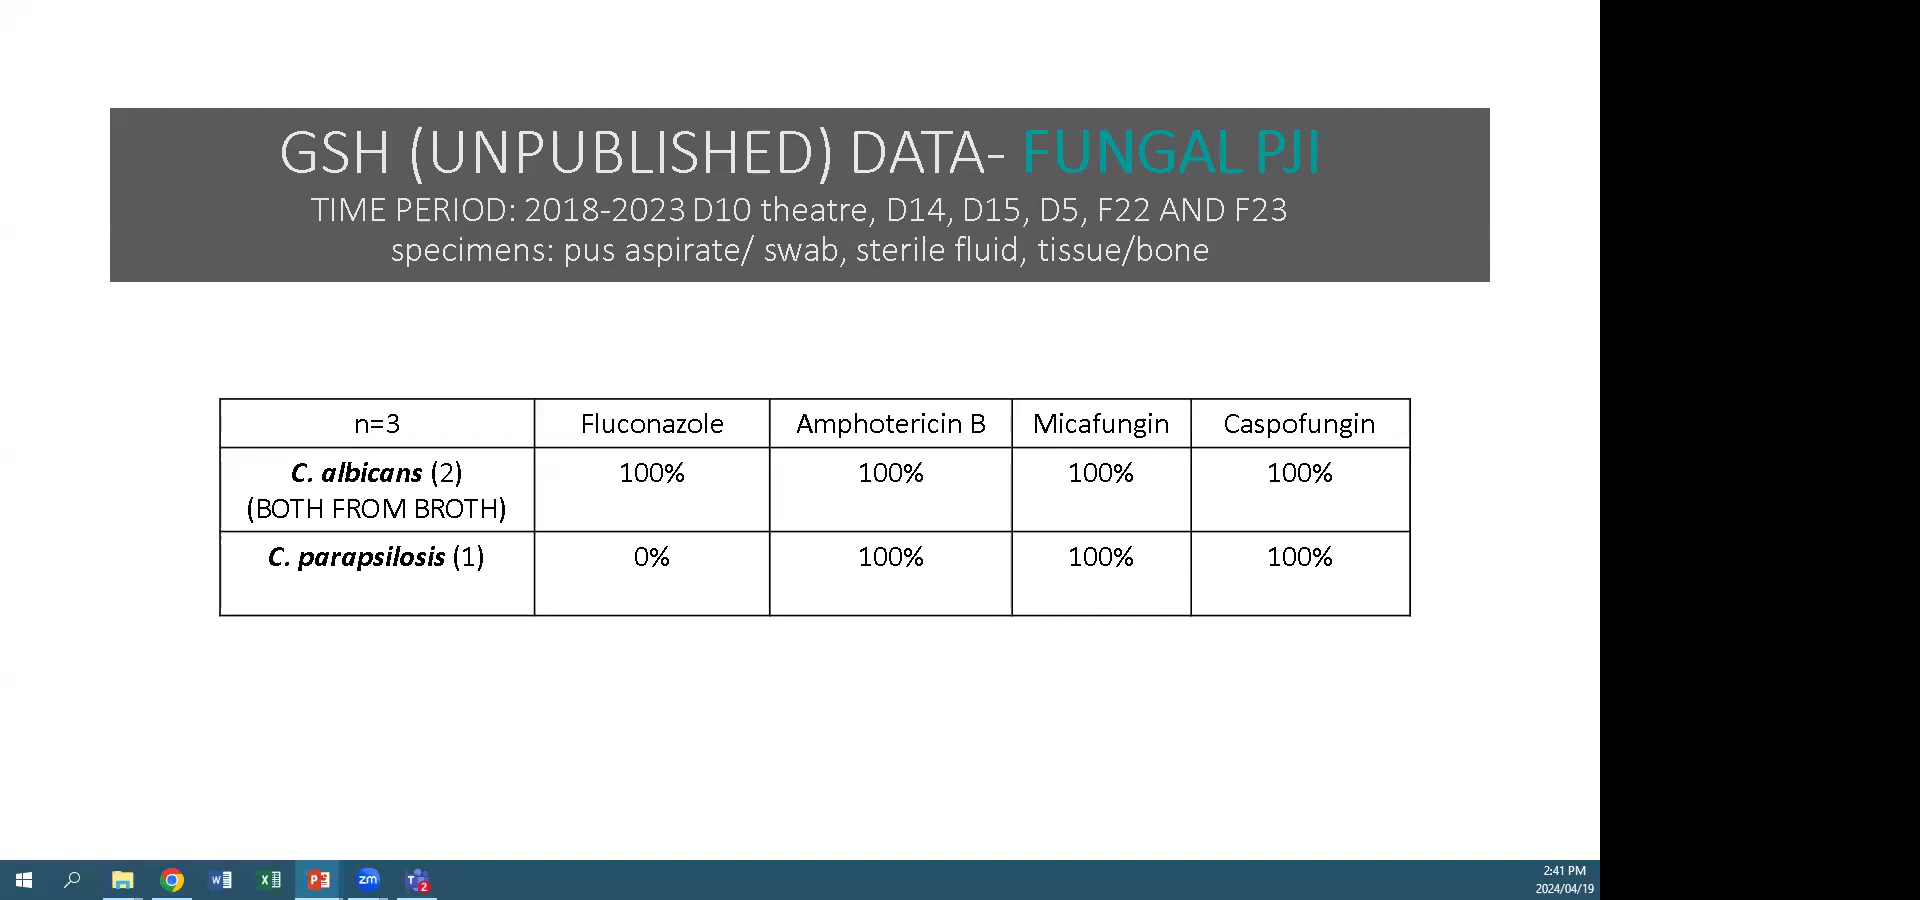 GSH (UNPUBLISHED) DATA- FUNGAL PJI
TIME PERIOD: 2018-2023 D10 theatre, D14, D15, D5, F22 AND F23
specimens: pus aspirate/ swab, sterile fluid, tissue/bone
n=3 Fluconazole Amphotericin B Micafungin Caspofungin
C. albicans (2) 100% 100% 100% 100%
(BOTH FROM BROTH)
C. parapsilosis (1) 0% 100% 100% 100%
zm
2
2:41 PM
2024/04/19